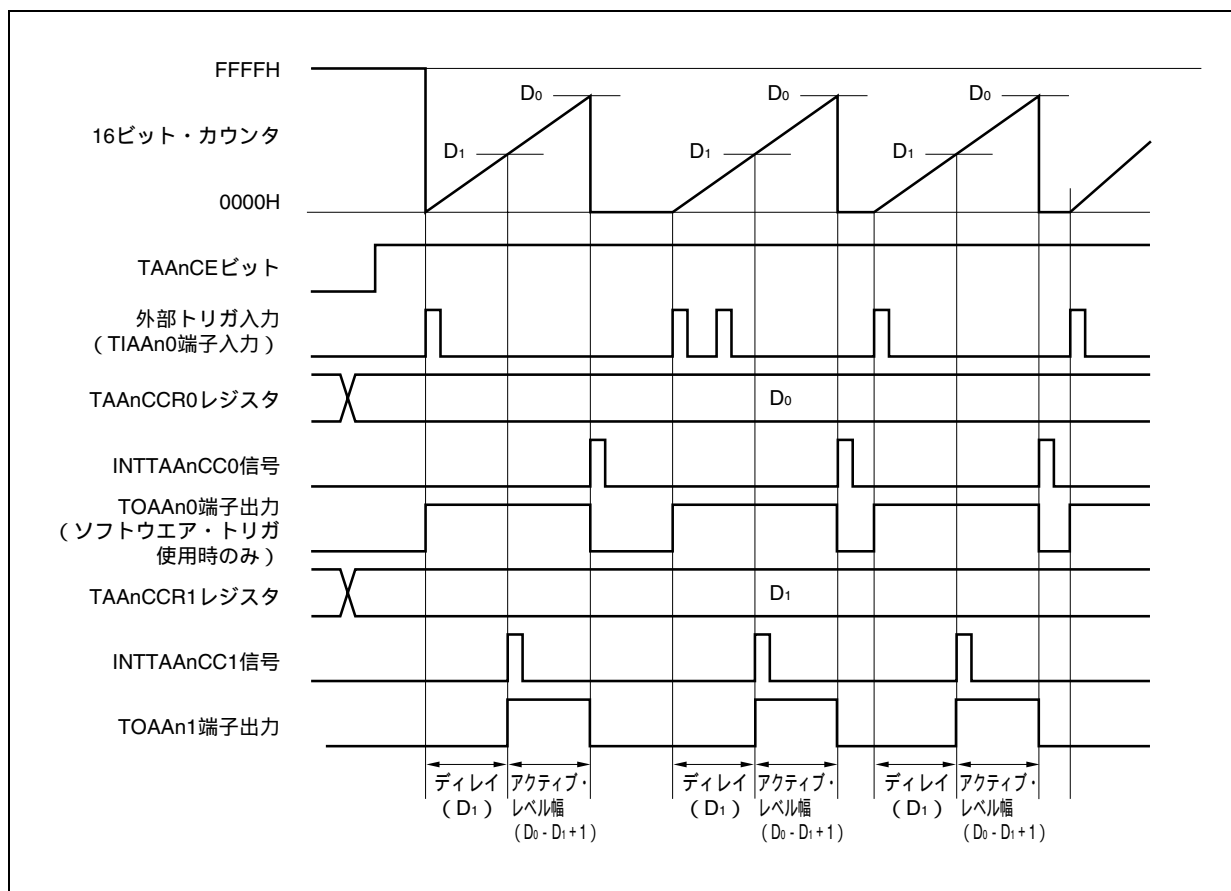 FFFFH
D0
D0
D0
16ビット・カウンタ
D1
D1
D1
0000H
TAAnCEビット
外部トリガ入力
（TIAAn0端子入力）
TAAnCCR0レジスタ
D0
INTTAAnCC0信号
TOAAn0端子出力
（ソフトウエア・トリガ
使用時のみ）
TAAnCCR1レジスタ
D1
INTTAAnCC1信号
TOAAn1端子出力
ディレイ
（D1）
アクティブ・
レベル幅
（D0 - D1 + 1）
ディレイ
（D1）
アクティブ・
レベル幅
（D0 - D1 + 1）
ディレイ
（D1）
アクティブ・
レベル幅
（D0 - D1 + 1）